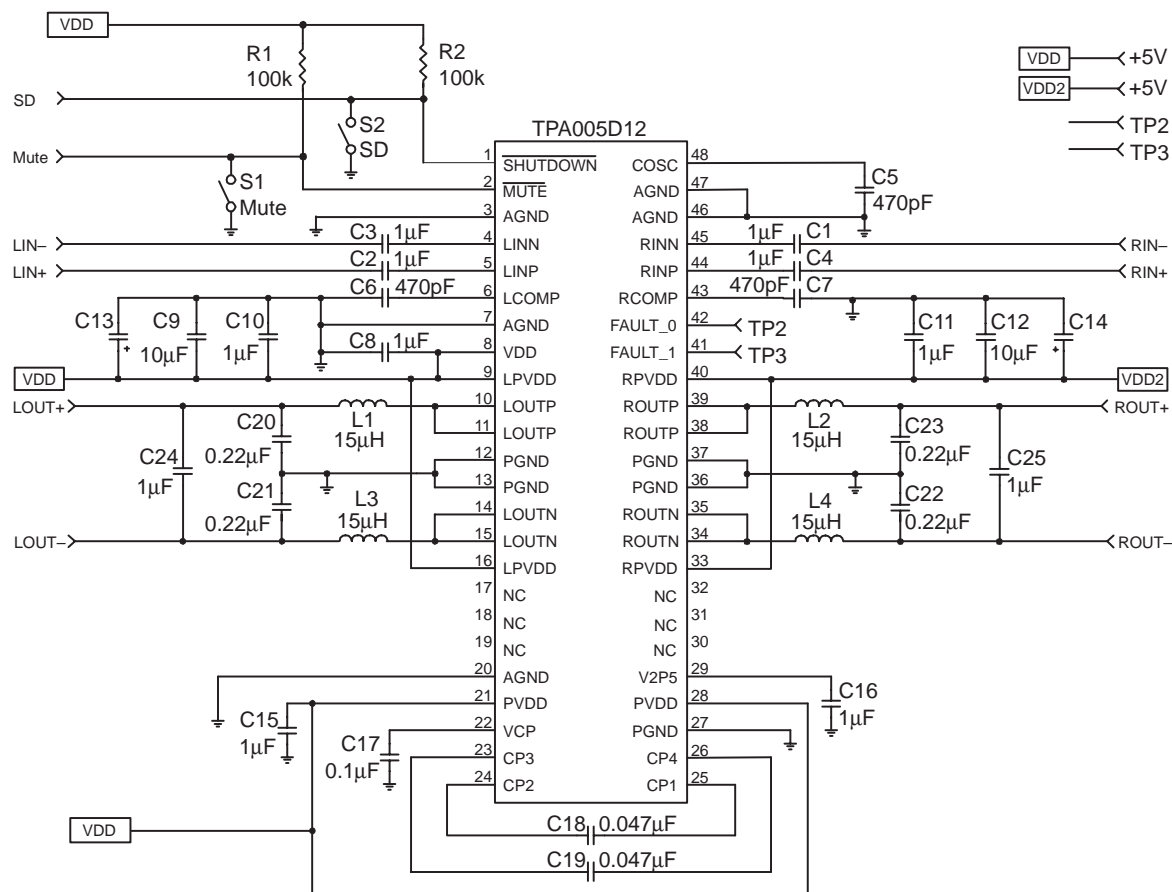 VDD
R1
100k
R2
100k
VDD +5V
VDD2 +5V
TP2
TP3
SD
S2
SD
Mute
S1
Mute
TPA005D12
1 SHUTDOWN
2 MUTE
3 AGND
4 LINN
5 LINP
6 LCOMP
7 AGND
8 VDD
9 LPVDD
10 LOUTP
11 LOUTP
12 PGND
13 PGND
14 LOUTN
15 LOUTN
16 LPVDD
17 NC
18 NC
19 NC
20 AGND
21 PVDD
22 VCP
23 CP3
24 CP2
COSC 48
AGND 47
AGND 46
RINN 45
RINP 44
RCOMP 43
FAULT_0 42
FAULT_1 41
RPVDD 40
ROUTP 39
ROUTP 38
PGND 37
PGND 36
ROUTN 35
ROUTN 34
RPVDD 33
NC 32
NC 31
NC 30
V2P5 29
PVDD 28
PGND 27
CP4 26
CP1 25
C5
470pF
LIN–
C3 1μF
LIN+
C2 1μF
C6 470pF
1μF C1
RIN–
1μF C4
RIN+
470pF C7
C13
C9
10μF
C10
1μF
C8 1μF
TP2
TP3
C11
1μF
C12
10μF
C14
VDD
VDD2
LOUT+
L1
15μH
C20
0.22μF
C24
1μF
C21
0.22μF
L3
15μH
LOUT–
L2
15μH
ROUT+
C23
0.22μF
C25
1μF
C22
0.22μF
L4
15μH
ROUT–
C15
1μF
C17
0.1μF
C16
1μF
VDD
C18 0.047μF
C19 0.047μF